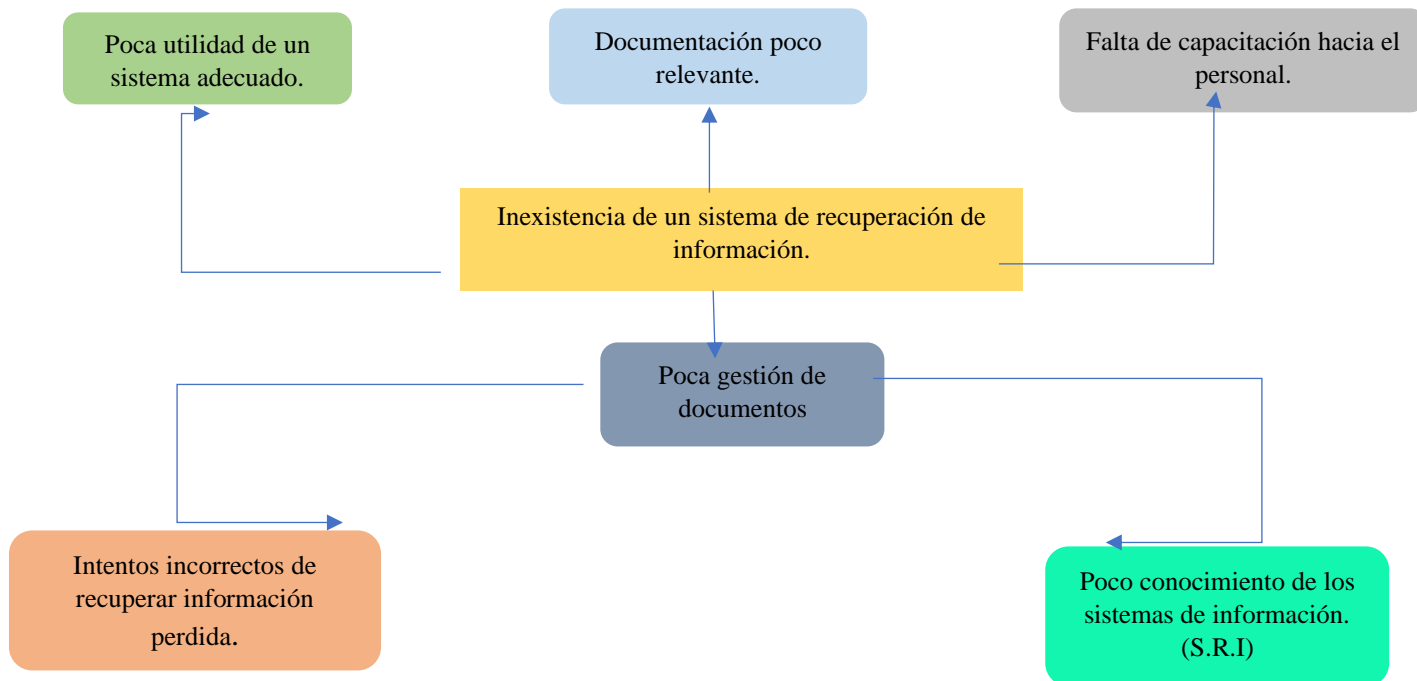 Poca utilidad de un
sistema adecuado.
Documentación poco
relevante.
Falta de capacitación hacia el
personal.
Inexistencia de un sistema de recuperación de
información.
Poca gestión de
documentos
Intentos incorrectos de
recuperar información
perdida.
Poco conocimiento de los
sistemas de información.
(S.R.I)